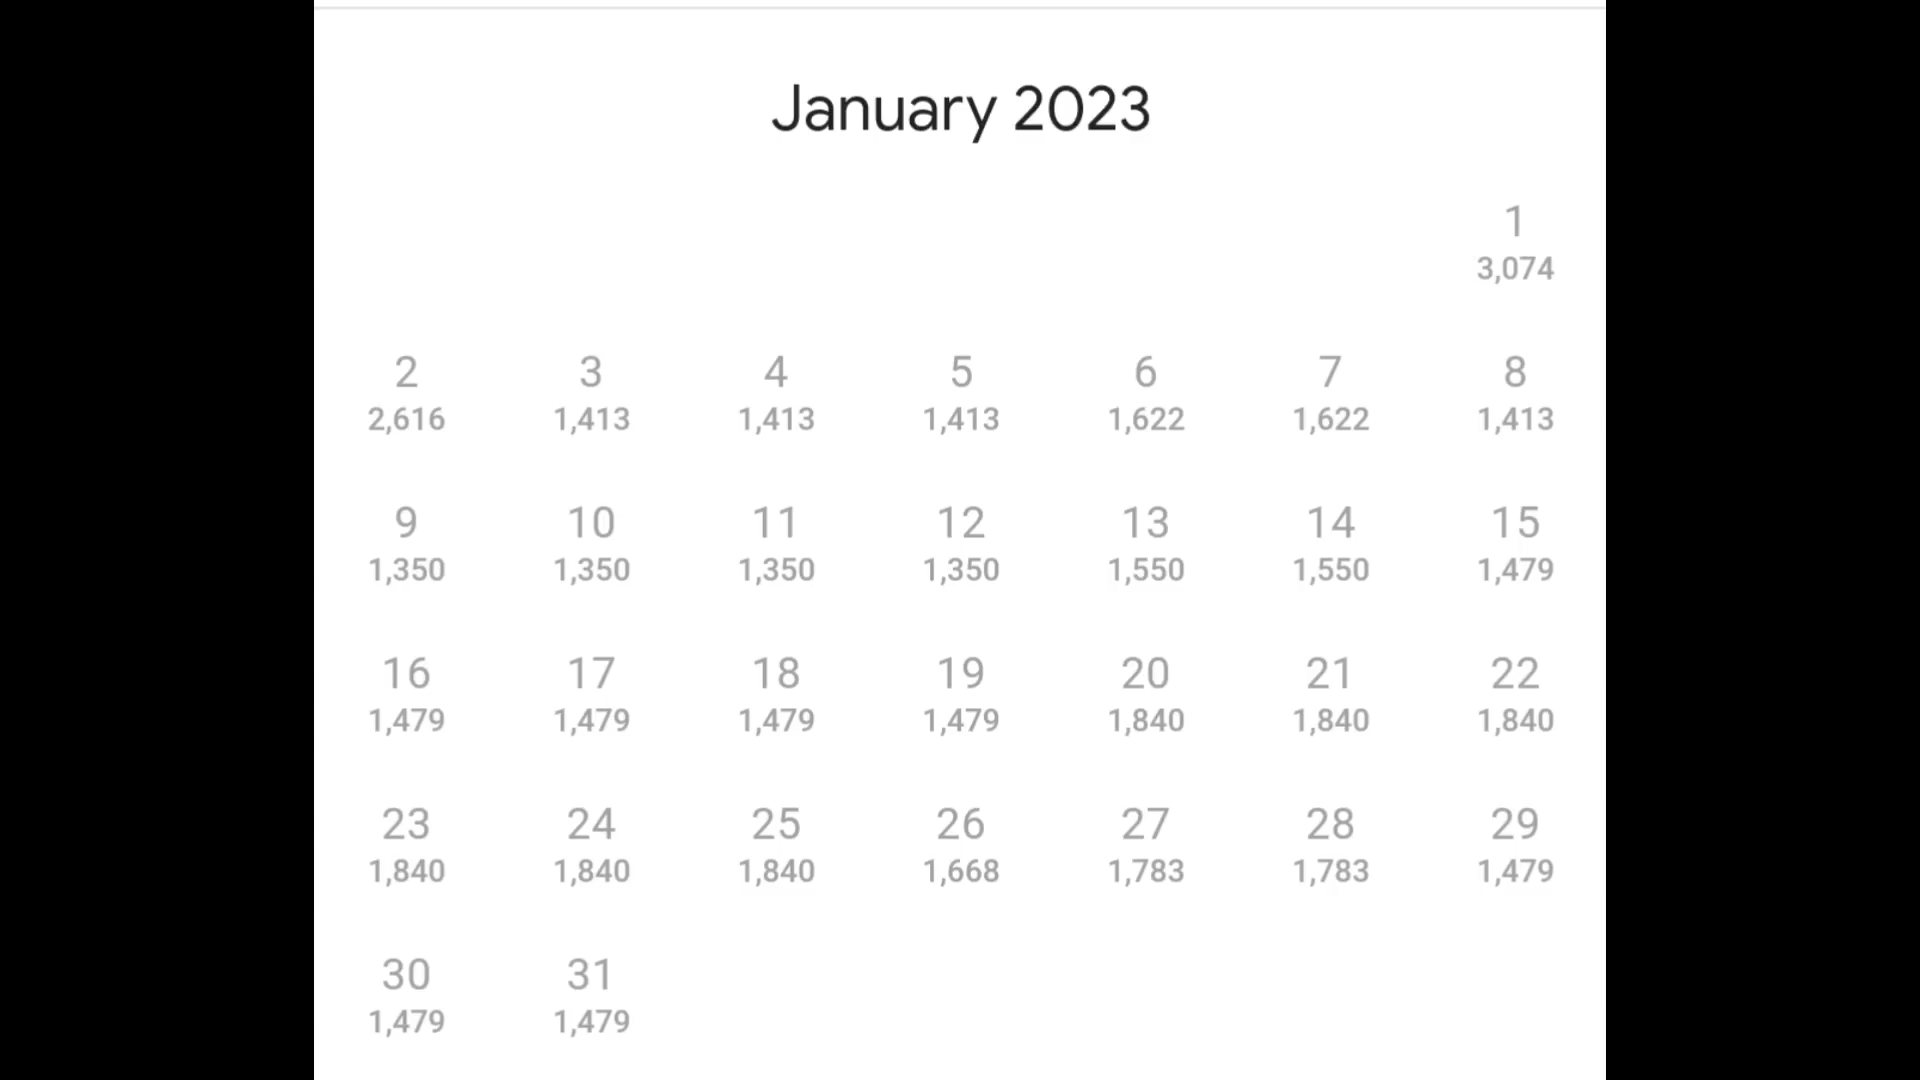 January 2023
1
3,074
2 3 4 5 6 7 8
2,616 1,413 1,413 1,413 1,622 1,622 1,413
9 10 11 12 13 14 15
1,350 1,350 1,350 1,350 1,550 1,550 1,479
16 17 18 19 20 21 22
1,479 1,479 1,479 1,479 1,840 1,840 1,840
23 24 25 26 27 28 29
1,840 1,840 1,840 1,668 1,783 1,783 1,479
30 31
1,479 1,479